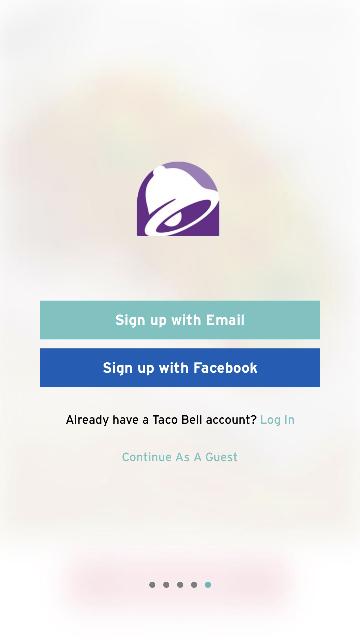 Sign up with Email
Sign up with Facebook
Already have a Taco Bell account? Log In
Continue As A Guest